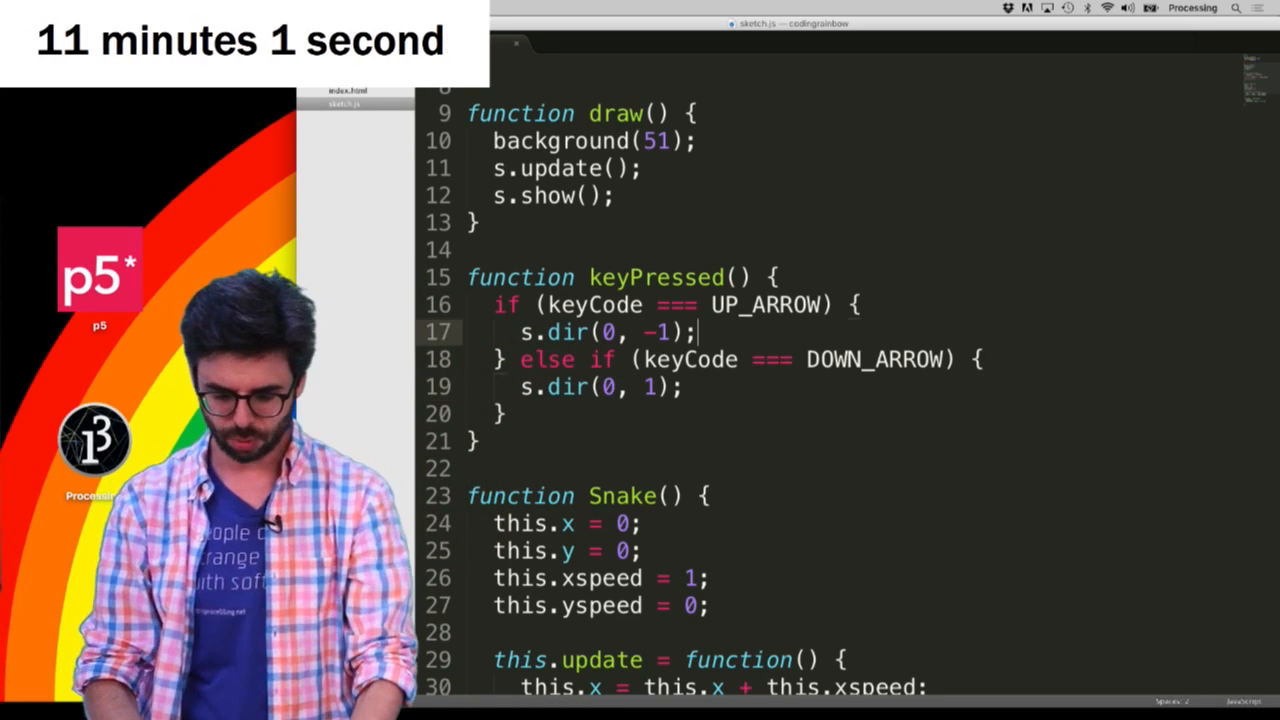 11 minutes 1 second
Processing
sketch.js — codingrainbow
index.html
sketch.js
8
9 function draw() {
10 background(51);
11 s.update();
12 s.show();
13 }
14
15 function keyPressed() {
16 if (keyCode === UP_ARROW) {
17 s.dir(0, -1);
18 } else if (keyCode === DOWN_ARROW) {
19 s.dir(0, 1);
20 }
21 }
22
23 function Snake() {
24 this.x = 0;
25 this.y = 0;
26 this.xspeed = 1;
27 this.yspeed = 0;
28
29 this.update = function() {
30 this.x = this.x + this.xspeed;
p5*
p5
Processin
eople
range
with sof
Spaces: 2
JavaScript